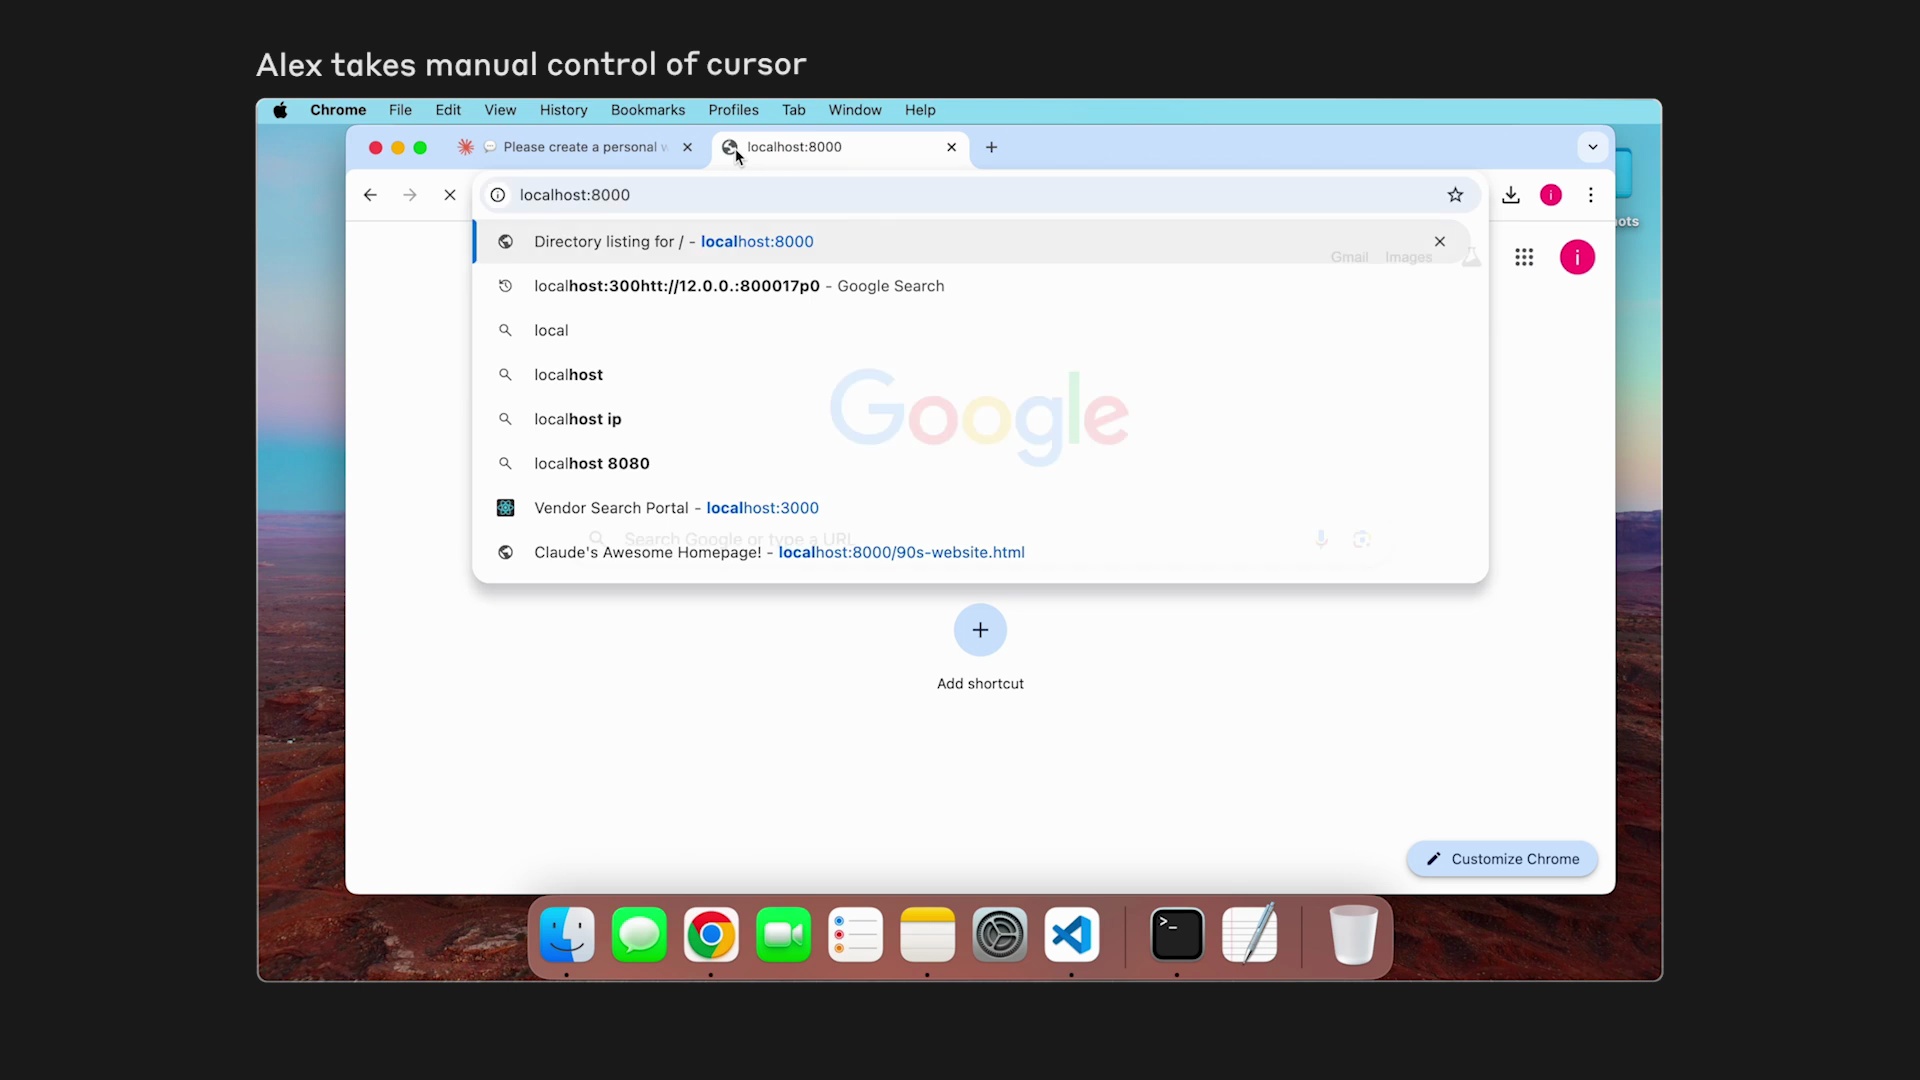 Alex takes manual control of cursor
Chrome File Edit View History Bookmarks Profiles Tab Window Help
Please create a personal w
localhost:8000
localhost:8000
i
ots
Directory listing for / - localhost:8000
Gmail Images
i
localhost:300htt://12.0.0.:800017p0 - Google Search
local
localhost
Google
localhost ip
localhost 8080
Vendor Search Portal - localhost:3000
Search Google or type a URL
Claude's Awesome Homepage! - localhost:8000/90s-website.html
Add shortcut
Customize Chrome
>_